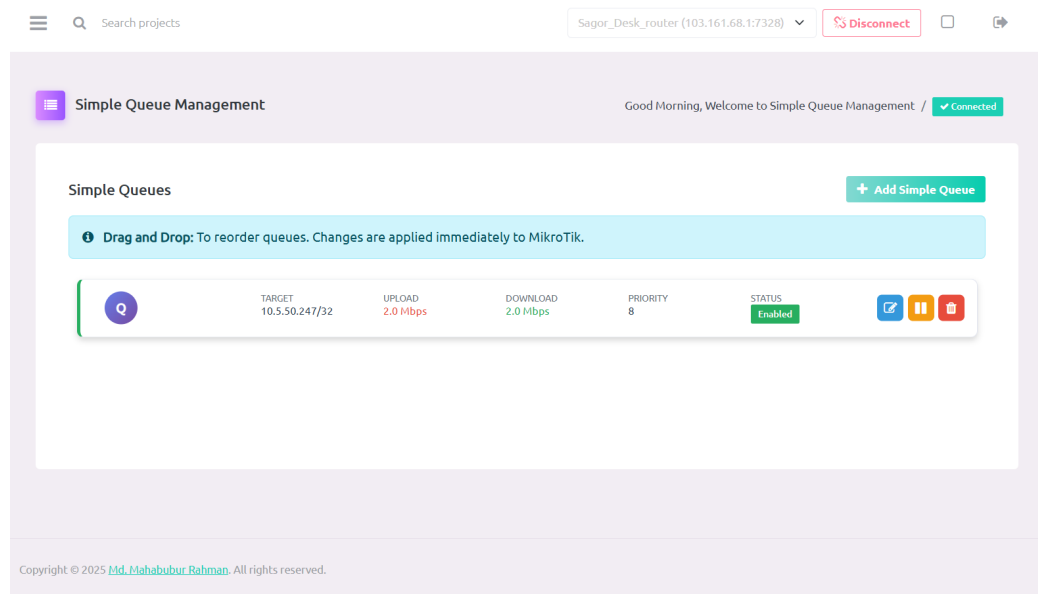 Search projects
Sagor_Desk_router (103.161.68.1:7328)
Disconnect
Simple Queue Management
Good Morning, Welcome to Simple Queue Management / Connected
Simple Queues
Add Simple Queue
Drag and Drop: To reorder queues. Changes are applied immediately to MikroTik.
Q
TARGET UPLOAD DOWNLOAD PRIORITY STATUS
10.5.50.247/32 2.0 Mbps 2.0 Mbps 8 Enabled
Copyright © 2025 Md. Mahabubur Rahman. All rights reserved.